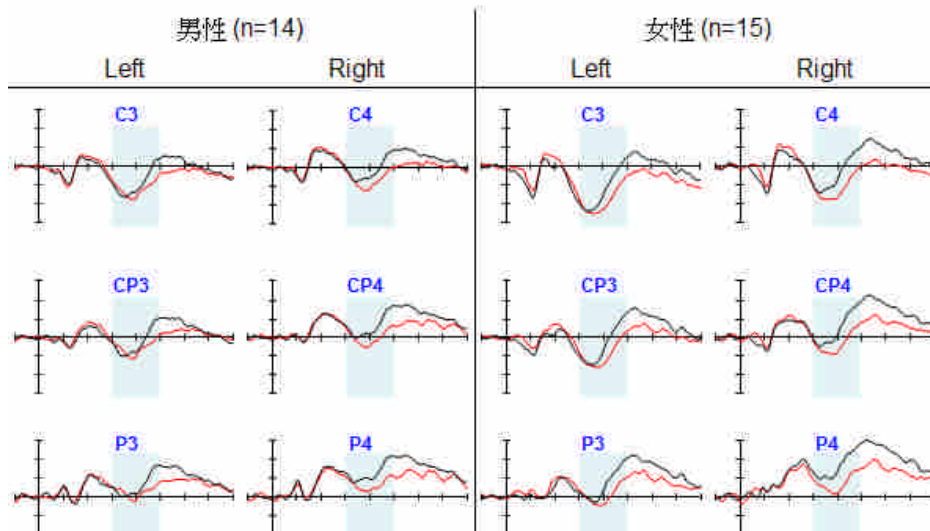 男性 (n=14) 女性 (n=15)
Left Right Left Right
C3 C4 C3 C4
CP3 CP4 CP3 CP4
P3 P4 P3 P4